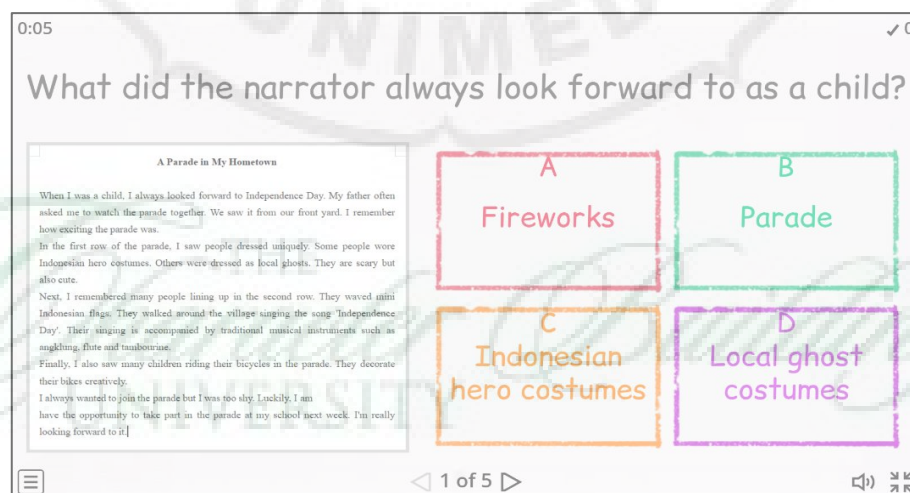 UNIMED
0:05
✓ 0
What did the narrator always look forward to as a child?
A Parade in My Hometown
When I was a child, I always looked forward to Independence Day. My father often
asked me to watch the parade together. We saw it from our front yard. I remember
how exciting the parade was.
In the first row of the parade, I saw people dressed uniquely. Some people wore
Indonesian hero costumes. Others were dressed as local ghosts. They are scary but
also cute.
Next, I remembered many people lining up in the second row. They waved mini
Indonesian flags. They walked around the village singing the song 'Independence
Day'. Their singing is accompanied by traditional musical instruments such as
angklung, flute and tambourine.
Finally, I also saw many children riding their bicycles in the parade. They decorate
their bikes creatively.
I always wanted to join the parade but I was too shy. Luckily, I am
have the opportunity to take part in the parade at my school next week. I'm really
looking forward to it.
A
Fireworks
B
Parade
C
Indonesian
hero costumes
D
Local ghost
costumes
THE
UNIVERSITY
1 of 5